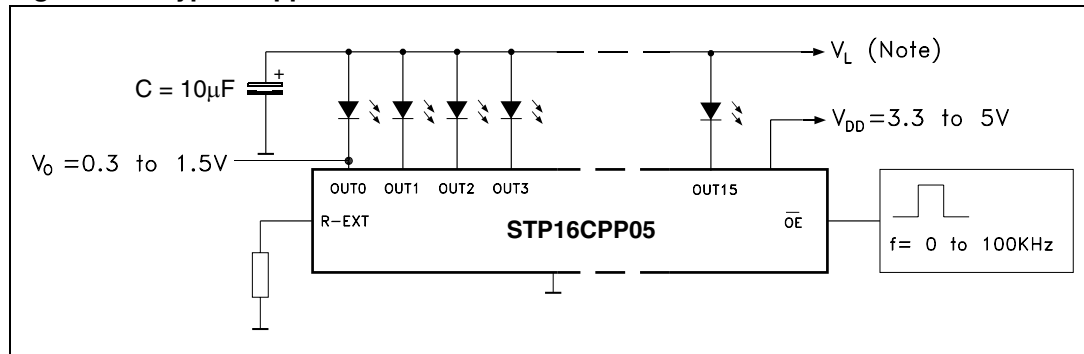 V_L (Note)
C = 10µF
+
V_DD =3.3 to 5V
V_O =0.3 to 1.5V
OUT0 OUT1 OUT2 OUT3 OUT15
R-EXT
STP16CPP05
O̅E̅
f= 0 to 100KHz